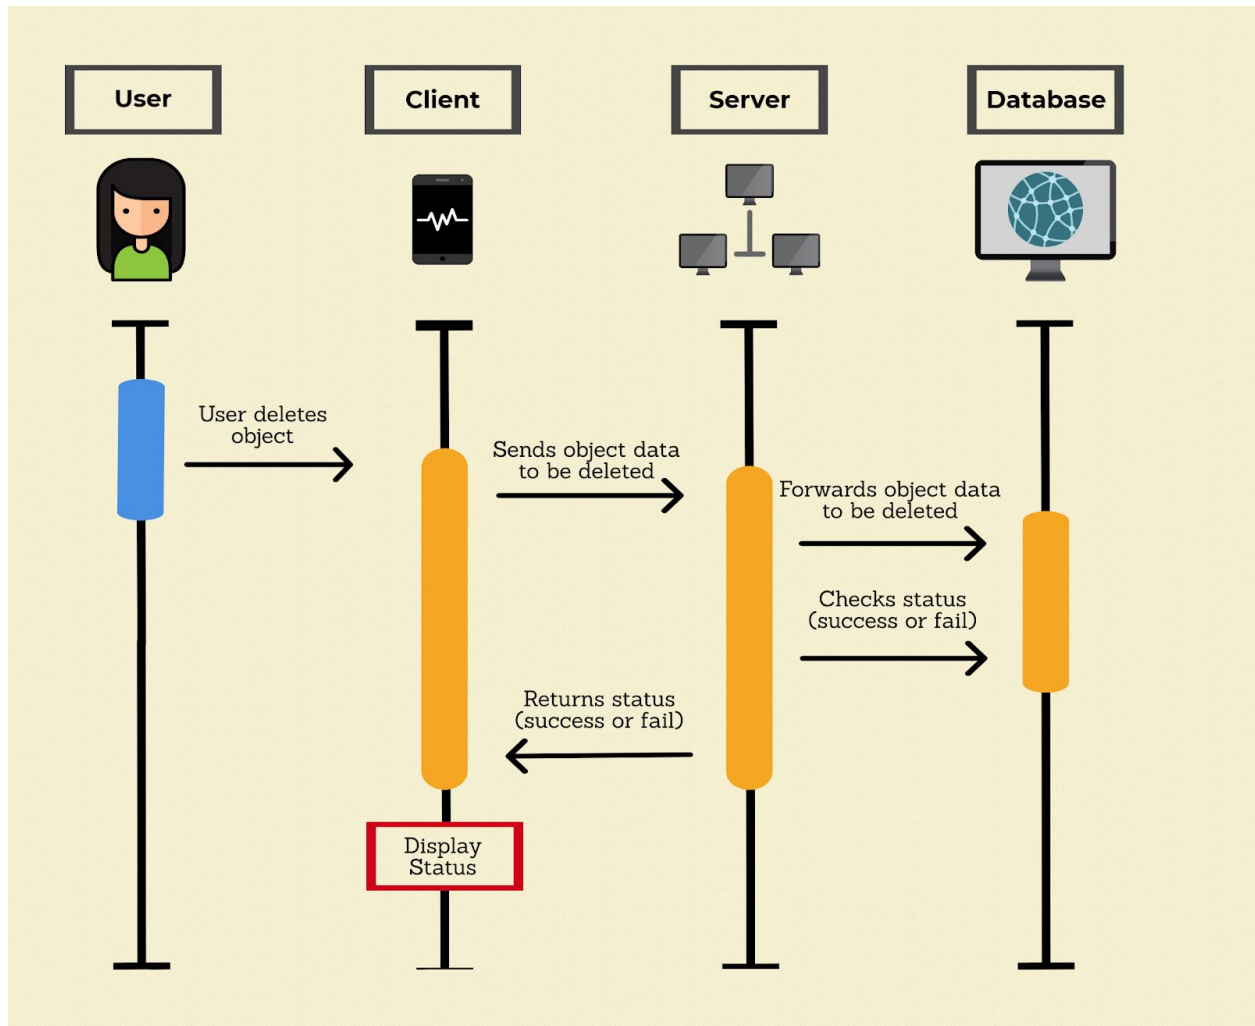 User
Client
Server
Database
User deletes
object
Sends object data
to be deleted
Forwards object data
to be deleted
Checks status
(success or fail)
Returns status
(success or fail)
Display
Status